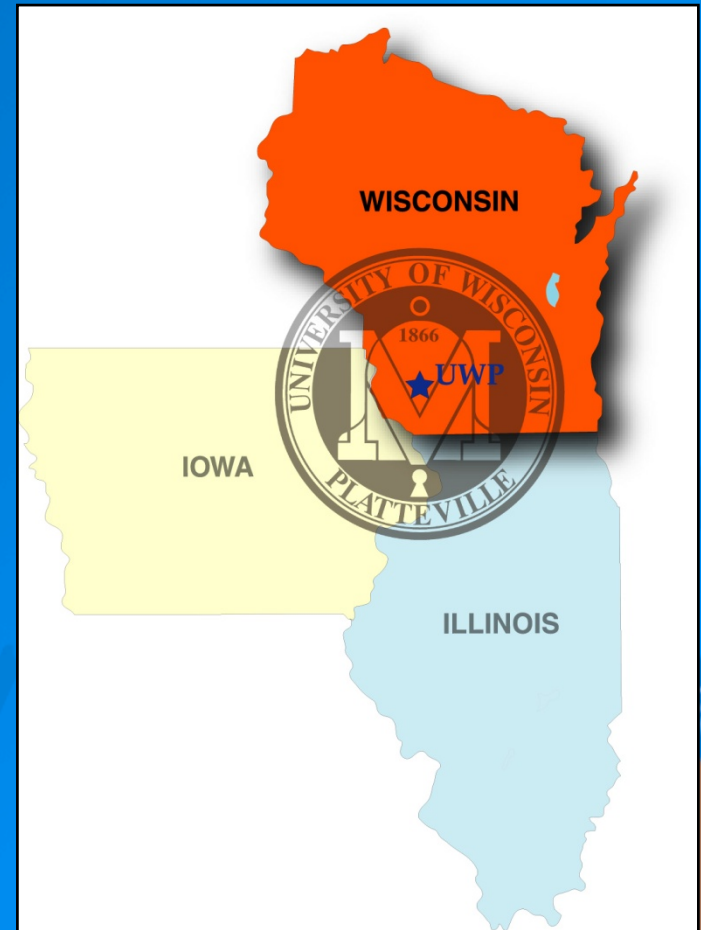 WISCONSIN
UNIVERSITY OF WISCONSIN
1866
UWP
PLATTEVILLE
IOWA
ILLINOIS